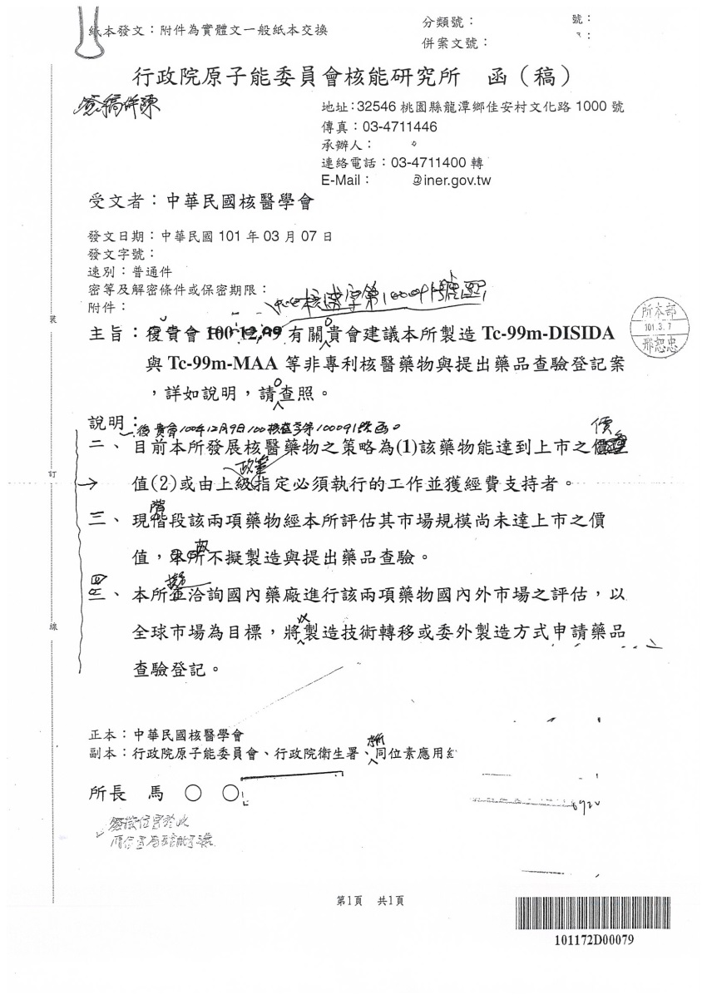 紙本發文：附件為實體文一般紙本交換
分類號：
號：
併案文號：
行政院原子能委員會核能研究所 函（稿）
簽稿併陳
地址：32546 桃園縣龍潭鄉佳安村文化路 1000 號
傳真：03-4711446
承辦人：
連絡電話：03-4711400 轉
E-Mail： @iner.gov.tw
受文者：中華民國核醫學會
發文日期：中華民國 101 年 03 月 07 日
發文字號：
速別：普通件
密等及解密條件或保密期限：
附件：
裝
所本部
101.3.7
邢恕忠
主旨：復貴會 100 12.09 有關貴會建議本所製造 Tc-99m-DISIDA
與 Tc-99m-MAA 等非專利核醫藥物與提出藥品查驗登記案
，詳如說明，請查照。
說明：
一、復貴會100年12月9日100核益字第100091號函。
價
二、目前本所發展核醫藥物之策略為(1)該藥物能達到上市之價
政策
訂
值(2)或由上級指定必須執行的工作並獲經費支持者。
階
三、現階段該兩項藥物經本所評估其市場規模尚未達上市之價
故
值，本所不擬製造與提出藥品查驗。
四
三、本所並洽詢國內藥廠進行該兩項藥物國內外市場之評估，以
線
以
全球市場為目標，將製造技術轉移或委外製造方式申請藥品
查驗登記。
正本：中華民國核醫學會
本所
副本：行政院原子能委員會、行政院衛生署、同位素應用組
所長 馬 ○ ○
第1頁 共1頁
101172D00079